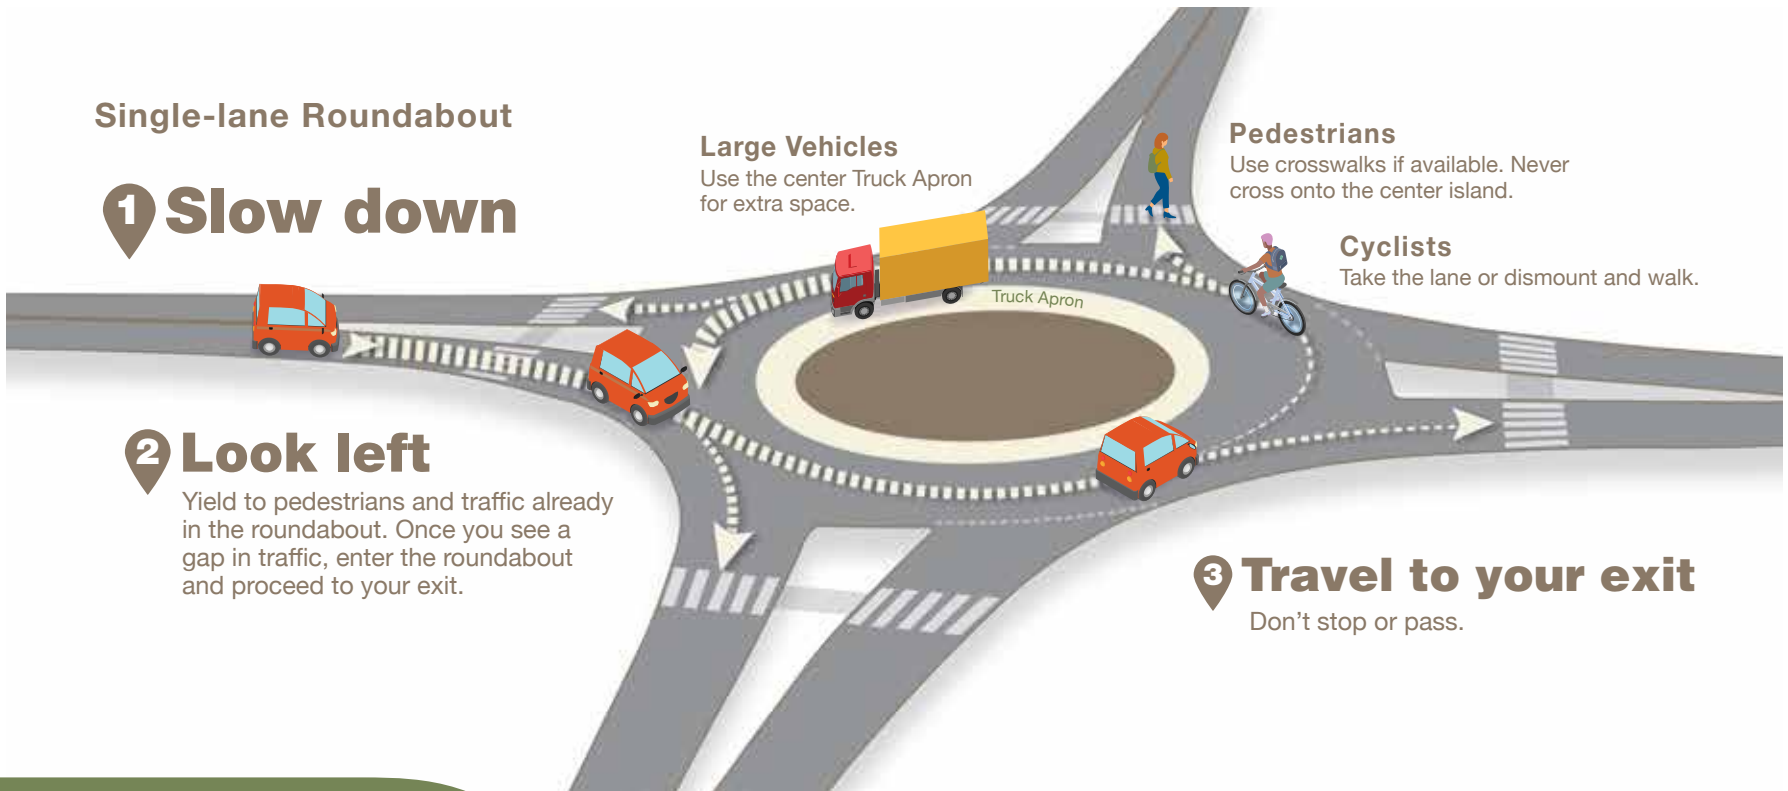 Single-lane Roundabout
1 Slow down
Large Vehicles
Use the center Truck Apron
for extra space.
Pedestrians
Use crosswalks if available. Never
cross onto the center island.
Cyclists
Take the lane or dismount and walk.
L
Truck Apron
2 Look left
Yield to pedestrians and traffic already
in the roundabout. Once you see a
gap in traffic, enter the roundabout
and proceed to your exit.
3 Travel to your exit
Don’t stop or pass.